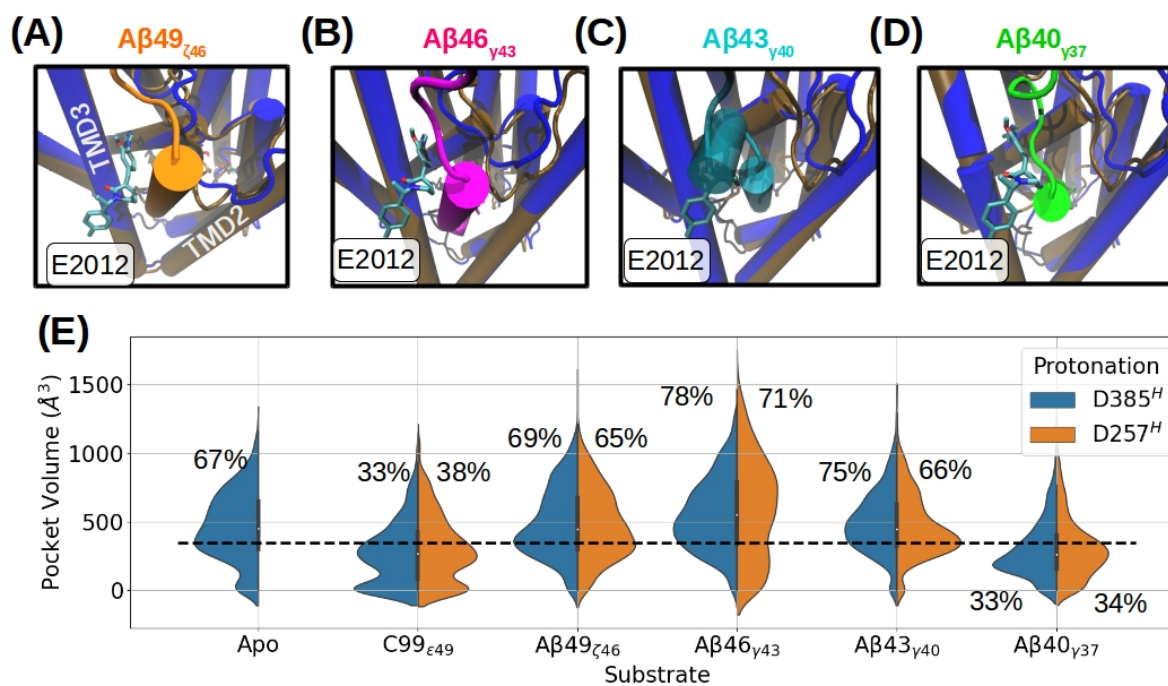 (A) Aβ49ζ46 (B) Aβ46γ43 (C) Aβ43γ40 (D) Aβ40γ37
TMD3
TMD2
E2012 E2012 E2012 E2012
(E)
Pocket Volume (Å³)
1500
1000
500
0
67% 33% 38% 69% 65% 78% 71% 75% 66% 33% 34%
Protonation
D385ᴴ
D257ᴴ
Apo C99ε49 Aβ49ζ46 Aβ46γ43 Aβ43γ40 Aβ40γ37
Substrate